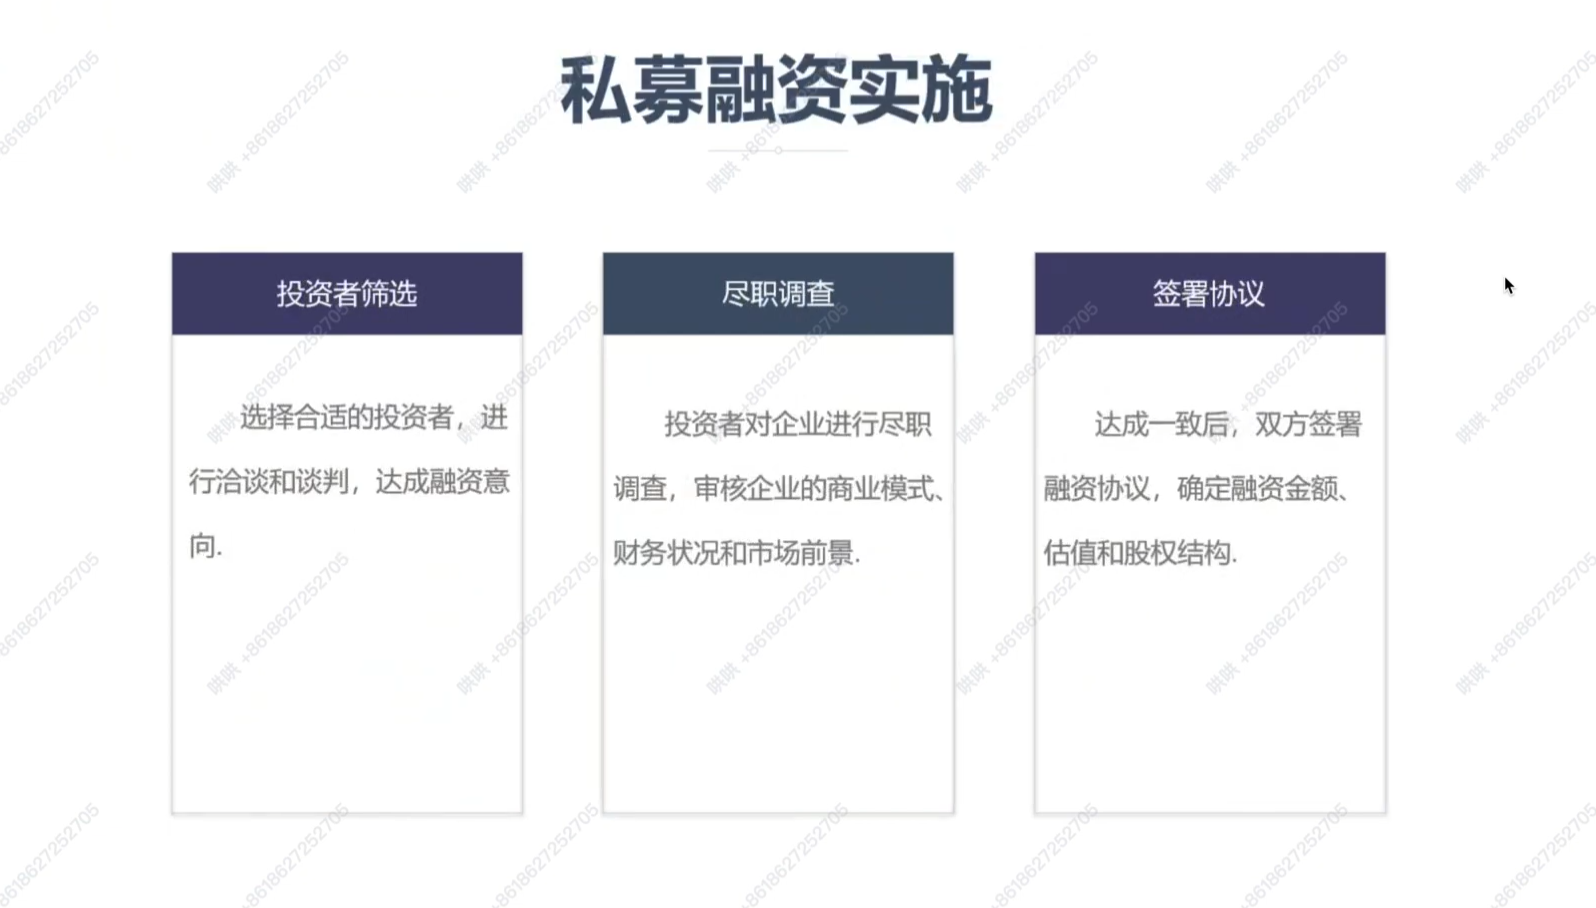 私募融资实施
投资者筛选
选择合适的投资者，进
行洽谈和谈判，达成融资意
向.
尽职调查
投资者对企业进行尽职
调查，审核企业的商业模式、
财务状况和市场前景.
签署协议
达成一致后，双方签署
融资协议，确定融资金额、
估值和股权结构.
哄哄 +8618627252705